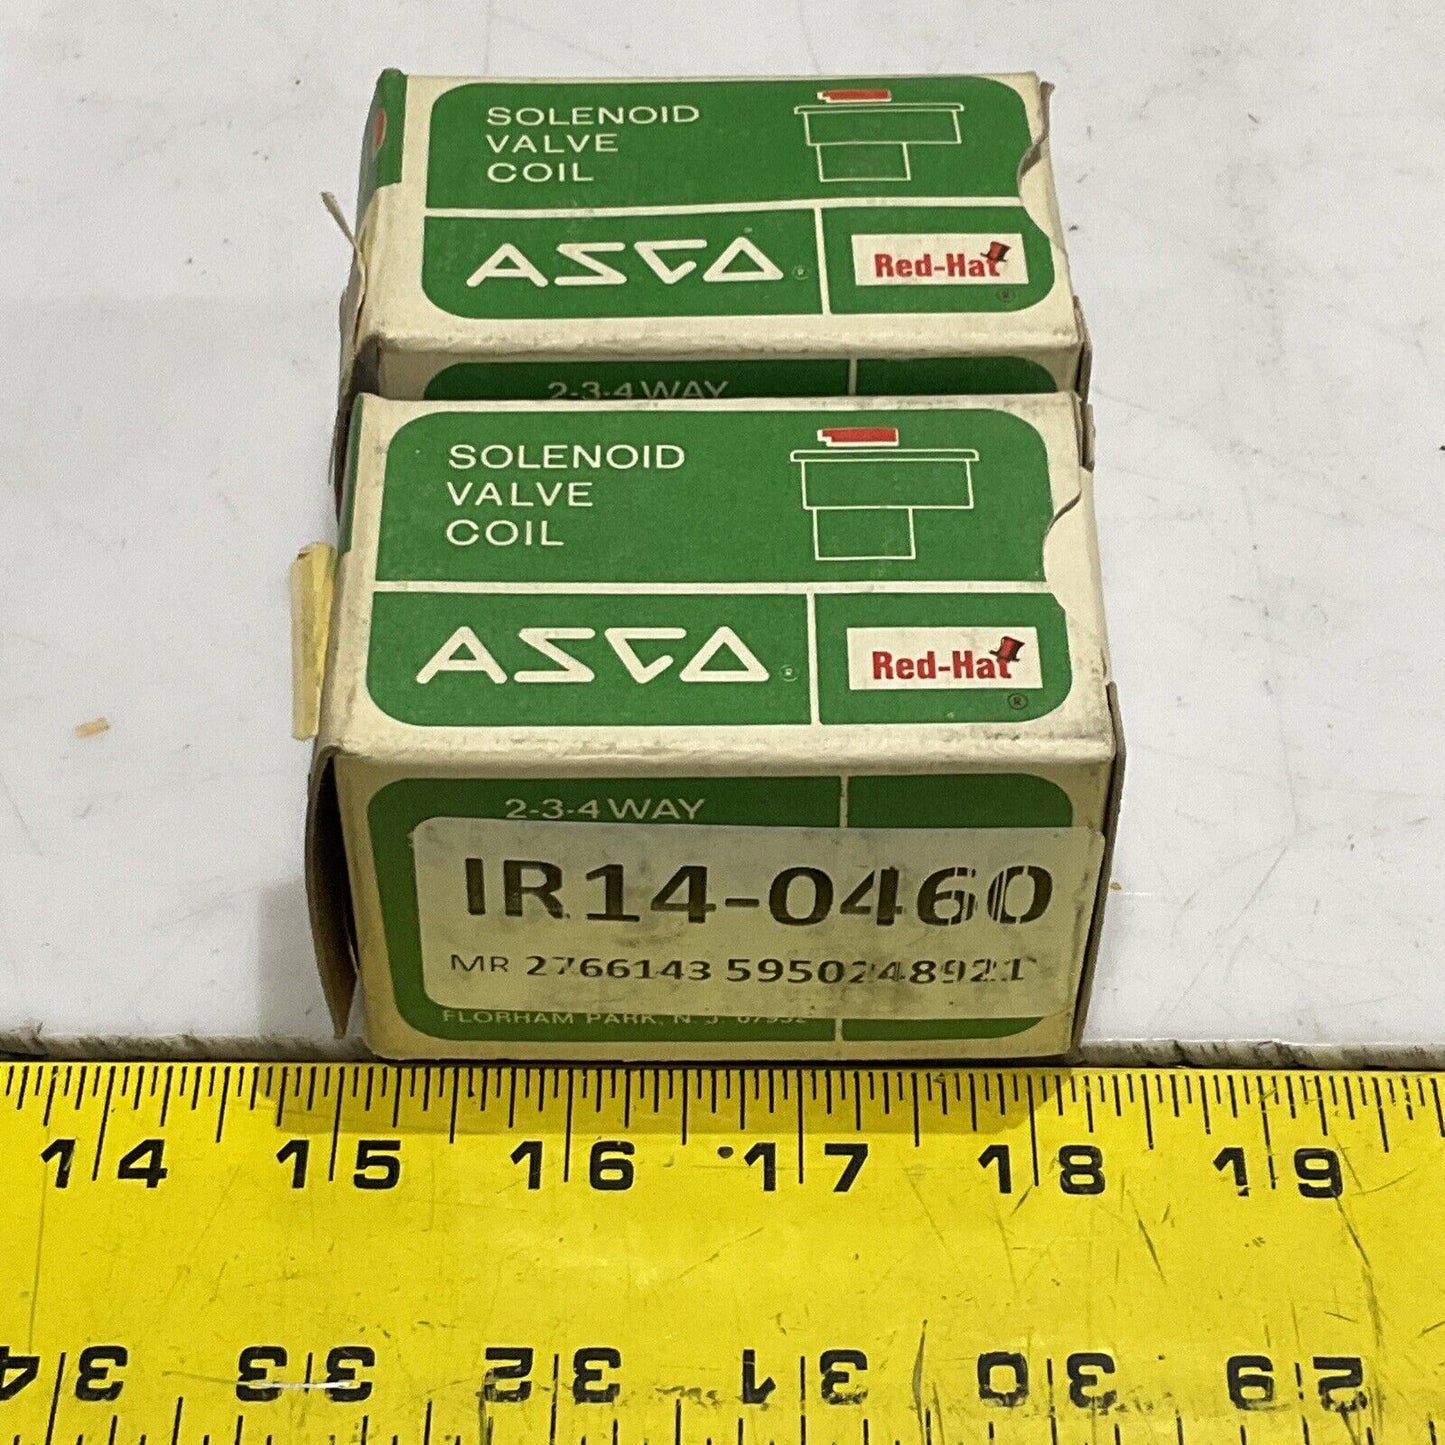 SOLENOID
VALVE
COIL
ASCO ®
Red-Hat
®
2-3-4 WAY
SOLENOID
VALVE
COIL
ASCO ®
Red-Hat
®
2-3-4 WAY
IR14-0460
MR 2766143 5950248921
FLORHAM PARK, N. J. 07932
14 15 16 17 18 19
33 33 32 31 30 29